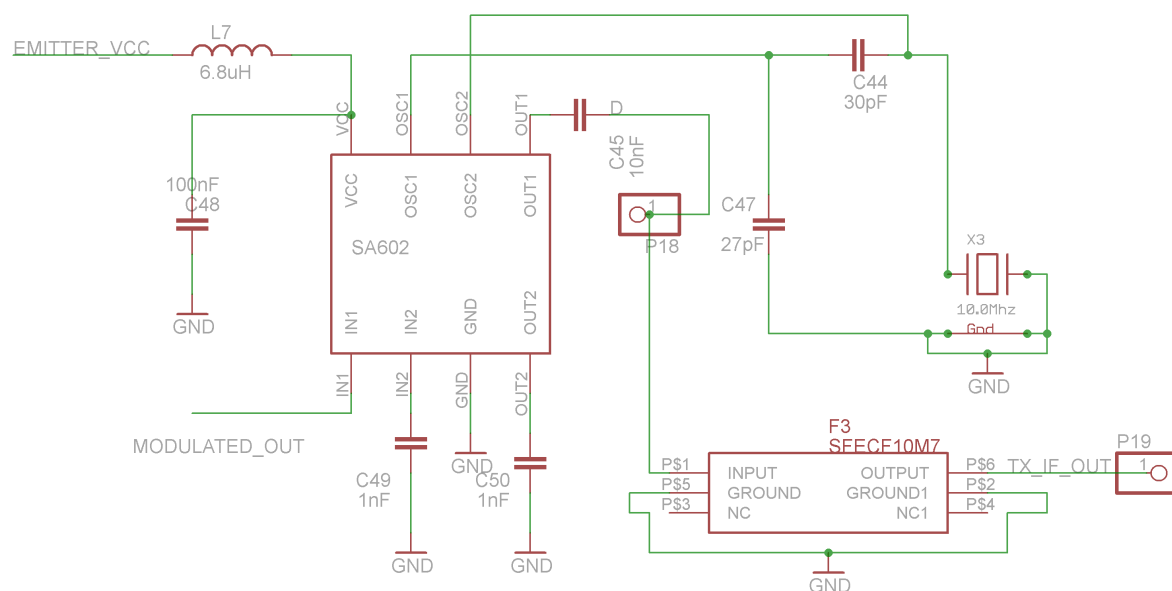 L7
EMITTER_VCC
6.8uH
C44
30pF
VCC
OSC1
OSC2
OUT1
D
C45
10nF
100nF
C48
VCC
OSC1
OSC2
OUT1
1
P18
C47
27pF
SA602
X3
10.0Mhz
Gnd
GND
GND
IN1
IN2
GND
OUT2
IN1
IN2
GND
OUT2
MODULATED_OUT
GND
C49
1nF
C50
1nF
GND
GND
F3
SFECF10M7
P$1
INPUT
OUTPUT
P$6
TX_IF_OUT
P19
1
P$5
GROUND
GROUND1
P$2
P$3
NC
NC1
P$4
GND